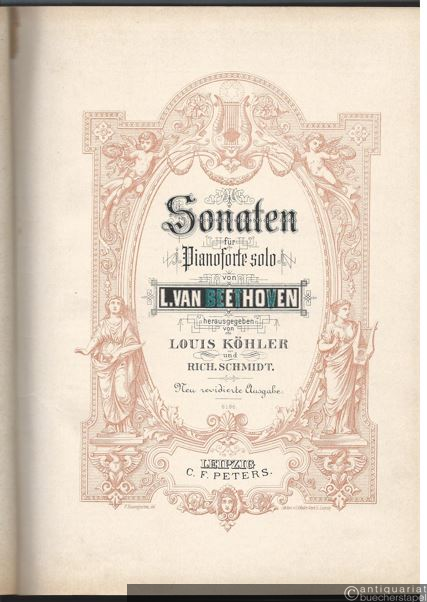 Sonaten
für
Pianoforte solo
von
L. VAN BEETHOVEN
herausgegeben
von
LOUIS KÖHLER
und
RICH. SCHMIDT.
Neu revidierte Ausgabe.
LEIPZIG
C. F. PETERS.
antiquariat
buecherstapel